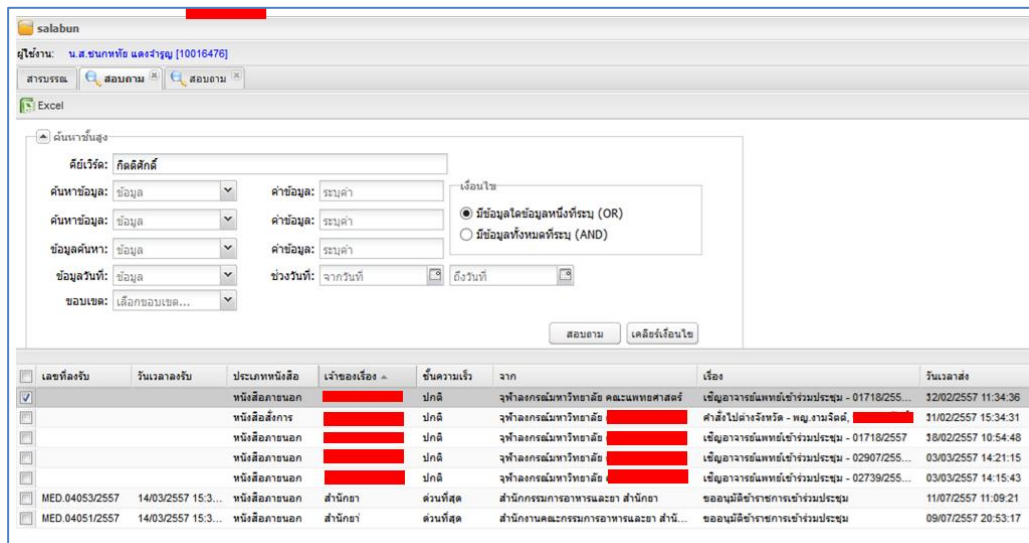 salabun
ผู้ใช้งาน: น.ส.ชนกหทัย แดงจำรูญ [10016476]
สารบรรณ สอบถาม สอบถาม
Excel
ค้นหาขั้นสูง
คีย์เวิร์ด: กิตติศักดิ์
ค้นหาข้อมูล: ข้อมูล ค่าข้อมูล: ระบุค่า เงื่อนไข
ค้นหาข้อมูล: ข้อมูล ค่าข้อมูล: ระบุค่า มีข้อมูลใดข้อมูลหนึ่งที่ระบุ (OR)
ข้อมูลค้นหา: ข้อมูล ค่าข้อมูล: ระบุค่า มีข้อมูลทั้งหมดที่ระบุ (AND)
ข้อมูลวันที่: ข้อมูล ช่วงวันที่: จากวันที่ ถึงวันที่
ขอบเขต: เลือกขอบเขต...
สอบถาม เคลียร์เงื่อนไข
เลขที่ลงรับ วันเวลาลงรับ ประเภทหนังสือ เจ้าของเรื่อง ชั้นความเร็ว จาก เรื่อง วันเวลาส่ง
หนังสือภายนอก ปกติ จุฬาลงกรณ์มหาวิทยาลัย คณะแพทยศาสตร์ เชิญอาจารย์แพทย์เข้าร่วมประชุม - 01718/255... 12/02/2557 11:34:36
หนังสือสั่งการ ปกติ จุฬาลงกรณ์มหาวิทยาลัย คำสั่งไปต่างจังหวัด - พญ.งามจิตต์, 31/02/2557 15:34:31
หนังสือภายนอก ปกติ จุฬาลงกรณ์มหาวิทยาลัย เชิญอาจารย์แพทย์เข้าร่วมประชุม - 01718/2557 18/02/2557 10:54:48
หนังสือภายนอก ปกติ จุฬาลงกรณ์มหาวิทยาลัย เชิญอาจารย์แพทย์เข้าร่วมประชุม - 02907/255... 03/03/2557 14:21:15
หนังสือภายนอก ปกติ จุฬาลงกรณ์มหาวิทยาลัย เชิญอาจารย์แพทย์เข้าร่วมประชุม - 02739/255... 03/03/2557 14:15:43
MED.04053/2557 14/03/2557 15:3... หนังสือภายนอก สำนักยา ด่วนที่สุด สำนักกรรมการอาหารและยา สำนักยา ขออนุมัติข้าราชการเข้าร่วมประชุม 11/07/2557 11:09:21
MED.04051/2557 14/03/2557 15:3... หนังสือภายนอก สำนักยา ด่วนที่สุด สำนักงานคณะกรรมการอาหารและยา สำนั... ขออนุมัติข้าราชการเข้าร่วมประชุม 09/07/2557 20:53:17